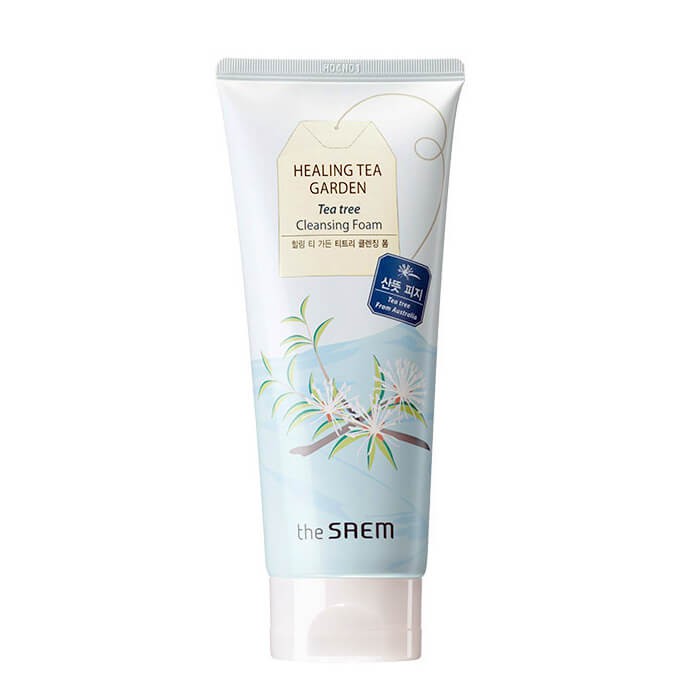 H06N01
HEALING TEA
GARDEN
Tea tree
Cleansing Foam
힐링 티 가든 티트리 클렌징 폼
산뜻 피지
Tea tree
From Australia
the SAEM